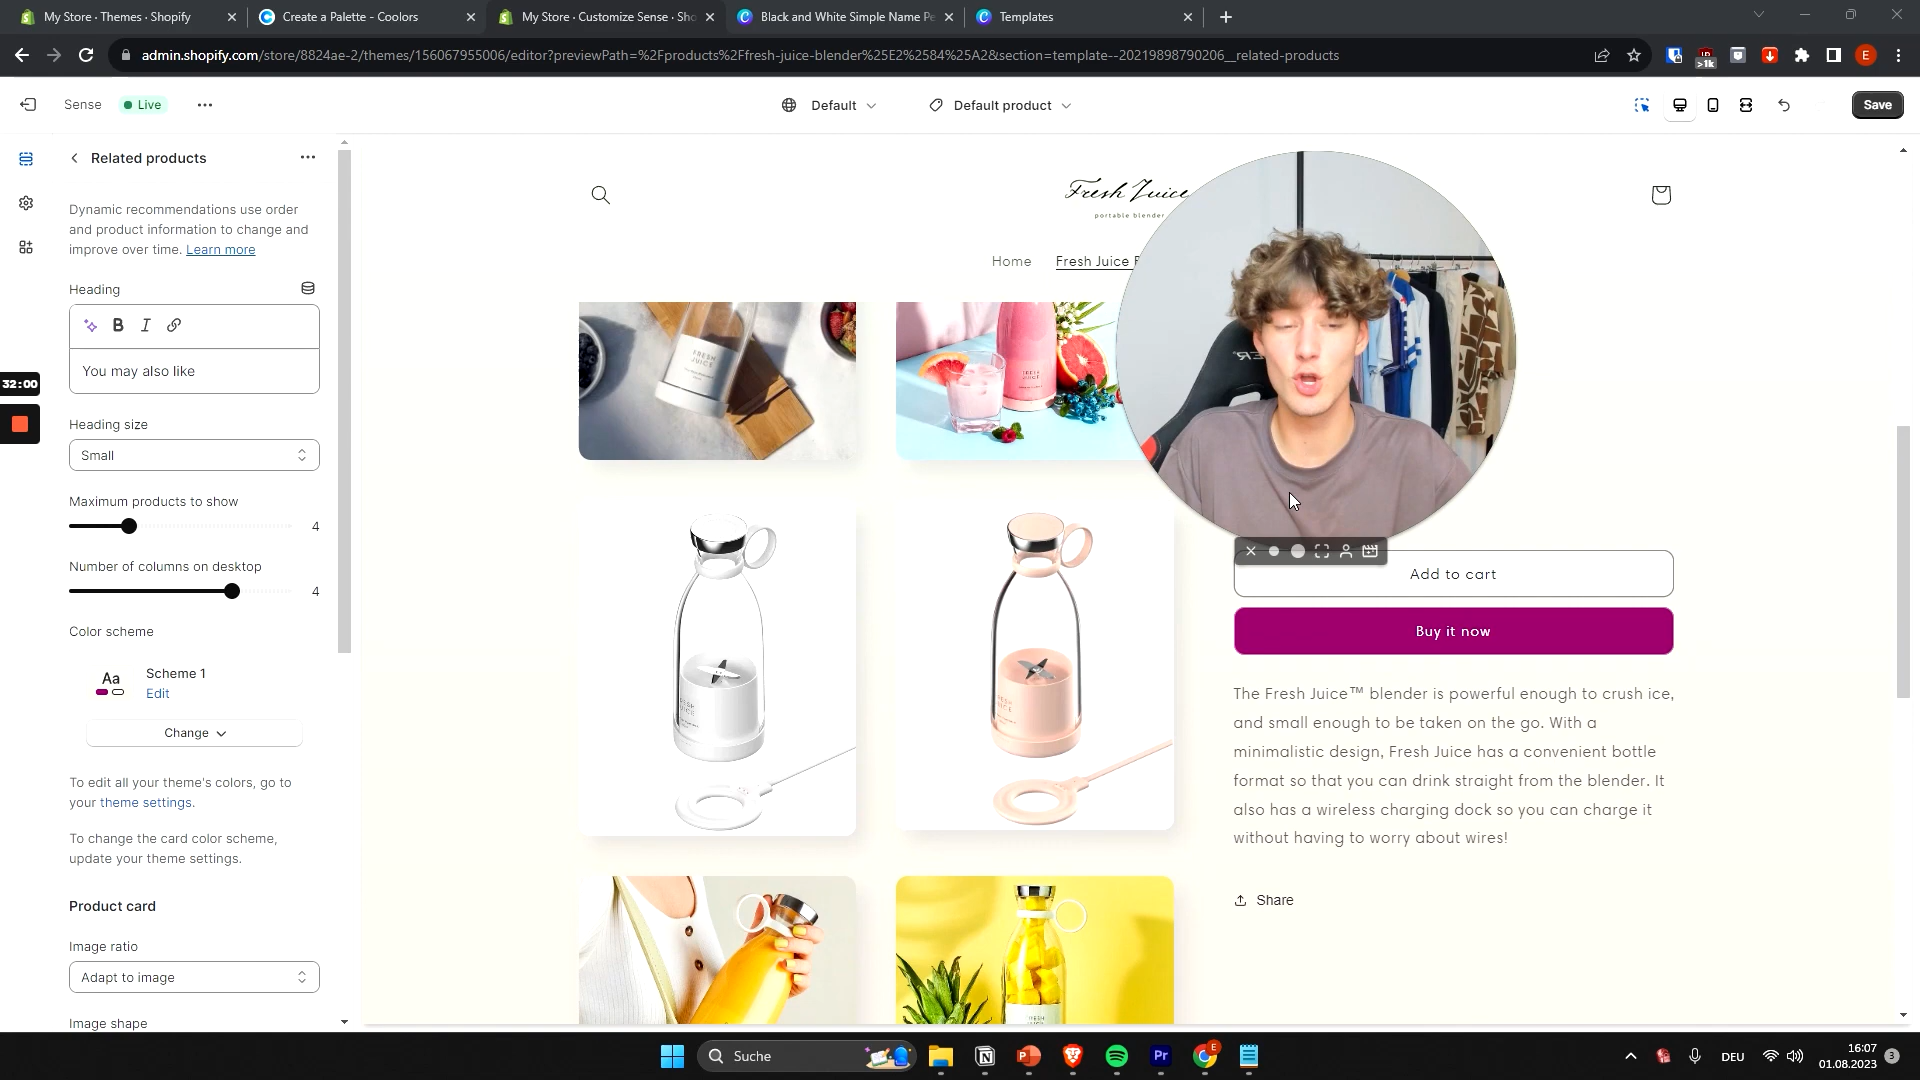 My Store · Themes · Shopify
Create a Palette - Coolors
My Store · Customize Sense · Sho
Black and White Simple Name Pe
Templates
admin.shopify.com/store/8824ae-2/themes/156067955006/editor?previewPath=%2Fproducts%2Ffresh-juice-blender%25E2%2584%25A2&section=template--20219898790206__related-products
>1k
E
Sense
Live
Default
Default product
Save
Related products
Dynamic recommendations use order
and product information to change and
improve over time. Learn more
Heading
B I
You may also like
Heading size
Small
Maximum products to show
4
Number of columns on desktop
4
Color scheme
Aa
Scheme 1
Edit
Change
To edit all your theme's colors, go to
your theme settings.
To change the card color scheme,
update your theme settings.
Product card
Image ratio
Adapt to image
Image shape
32:00
Fresh Juice
portable blender
Home
Fresh Juice
FRESH
JUICE
Add to cart
Buy it now
The Fresh Juice™ blender is powerful enough to crush ice,
and small enough to be taken on the go. With a
minimalistic design, Fresh Juice has a convenient bottle
format so that you can drink straight from the blender. It
also has a wireless charging dock so you can charge it
without having to worry about wires!
Share
FRESH
JUICE
Suche
E
DEU
16:07
01.08.2023
3